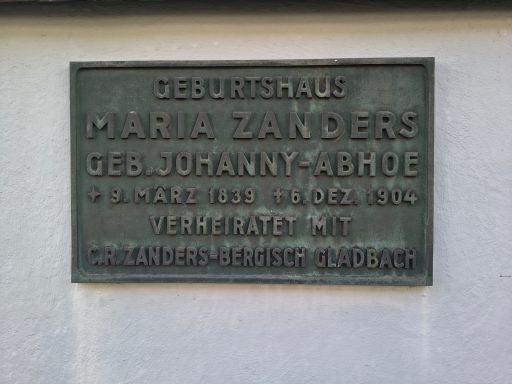 GEBURTSHAUS
MARIA ZANDERS
GEB. JOHANNY-ABHOE
+ 9. MÄRZ 1839 + 6. DEZ. 1904
VERHEIRATET MIT
C.R. ZANDERS-BERGISCH GLADBACH